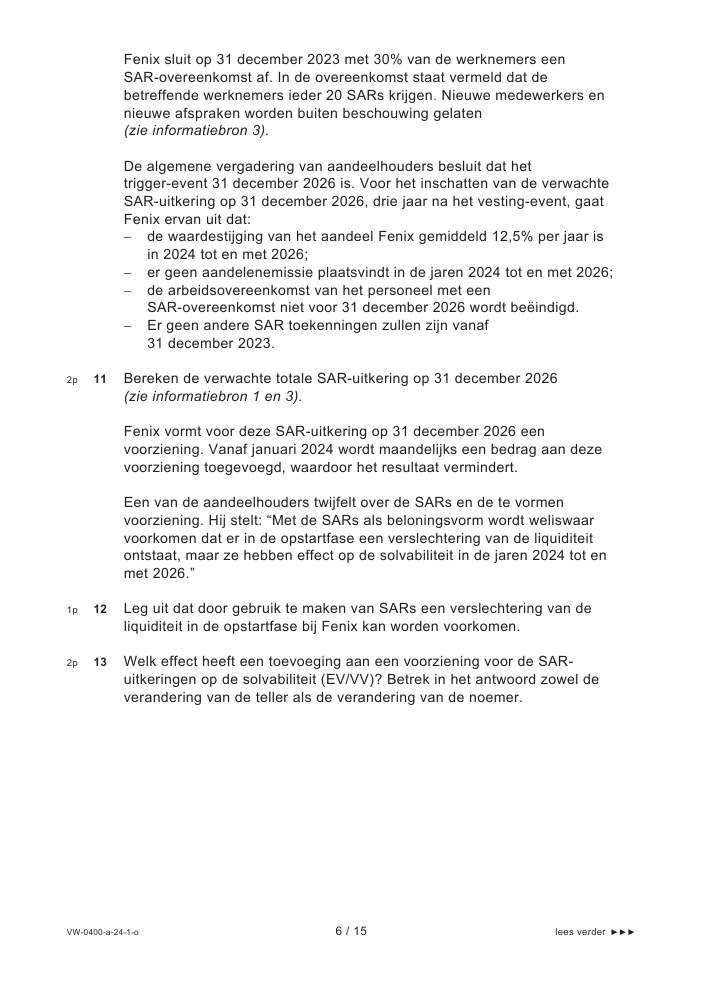 Fenix sluit op 31 december 2023 met 30% van de werknemers een
SAR-overeenkomst af. In de overeenkomst staat vermeld dat de
betreffende werknemers ieder 20 SARs krijgen. Nieuwe medewerkers en
nieuwe afspraken worden buiten beschouwing gelaten
(zie informatiebron 3).
De algemene vergadering van aandeelhouders besluit dat het
trigger-event 31 december 2026 is. Voor het inschatten van de verwachte
SAR-uitkering op 31 december 2026, drie jaar na het vesting-event, gaat
Fenix ervan uit dat:
− de waardestijging van het aandeel Fenix gemiddeld 12,5% per jaar is
in 2024 tot en met 2026;
− er geen aandelenemissie plaatsvindt in de jaren 2024 tot en met 2026;
− de arbeidsovereenkomst van het personeel met een
SAR-overeenkomst niet voor 31 december 2026 wordt beëindigd.
− Er geen andere SAR toekenningen zullen zijn vanaf
31 december 2023.
2p 11 Bereken de verwachte totale SAR-uitkering op 31 december 2026
(zie informatiebron 1 en 3).
Fenix vormt voor deze SAR-uitkering op 31 december 2026 een
voorziening. Vanaf januari 2024 wordt maandelijks een bedrag aan deze
voorziening toegevoegd, waardoor het resultaat vermindert.
Een van de aandeelhouders twijfelt over de SARs en de te vormen
voorziening. Hij stelt: “Met de SARs als beloningsvorm wordt weliswaar
voorkomen dat er in de opstartfase een verslechtering van de liquiditeit
ontstaat, maar ze hebben effect op de solvabiliteit in de jaren 2024 tot en
met 2026.”
1p 12 Leg uit dat door gebruik te maken van SARs een verslechtering van de
liquiditeit in de opstartfase bij Fenix kan worden voorkomen.
2p 13 Welk effect heeft een toevoeging aan een voorziening voor de SAR-
uitkeringen op de solvabiliteit (EV/VV)? Betrek in het antwoord zowel de
verandering van de teller als de verandering van de noemer.
VW-0400-a-24-1-o 6 / 15 lees verder ►►►